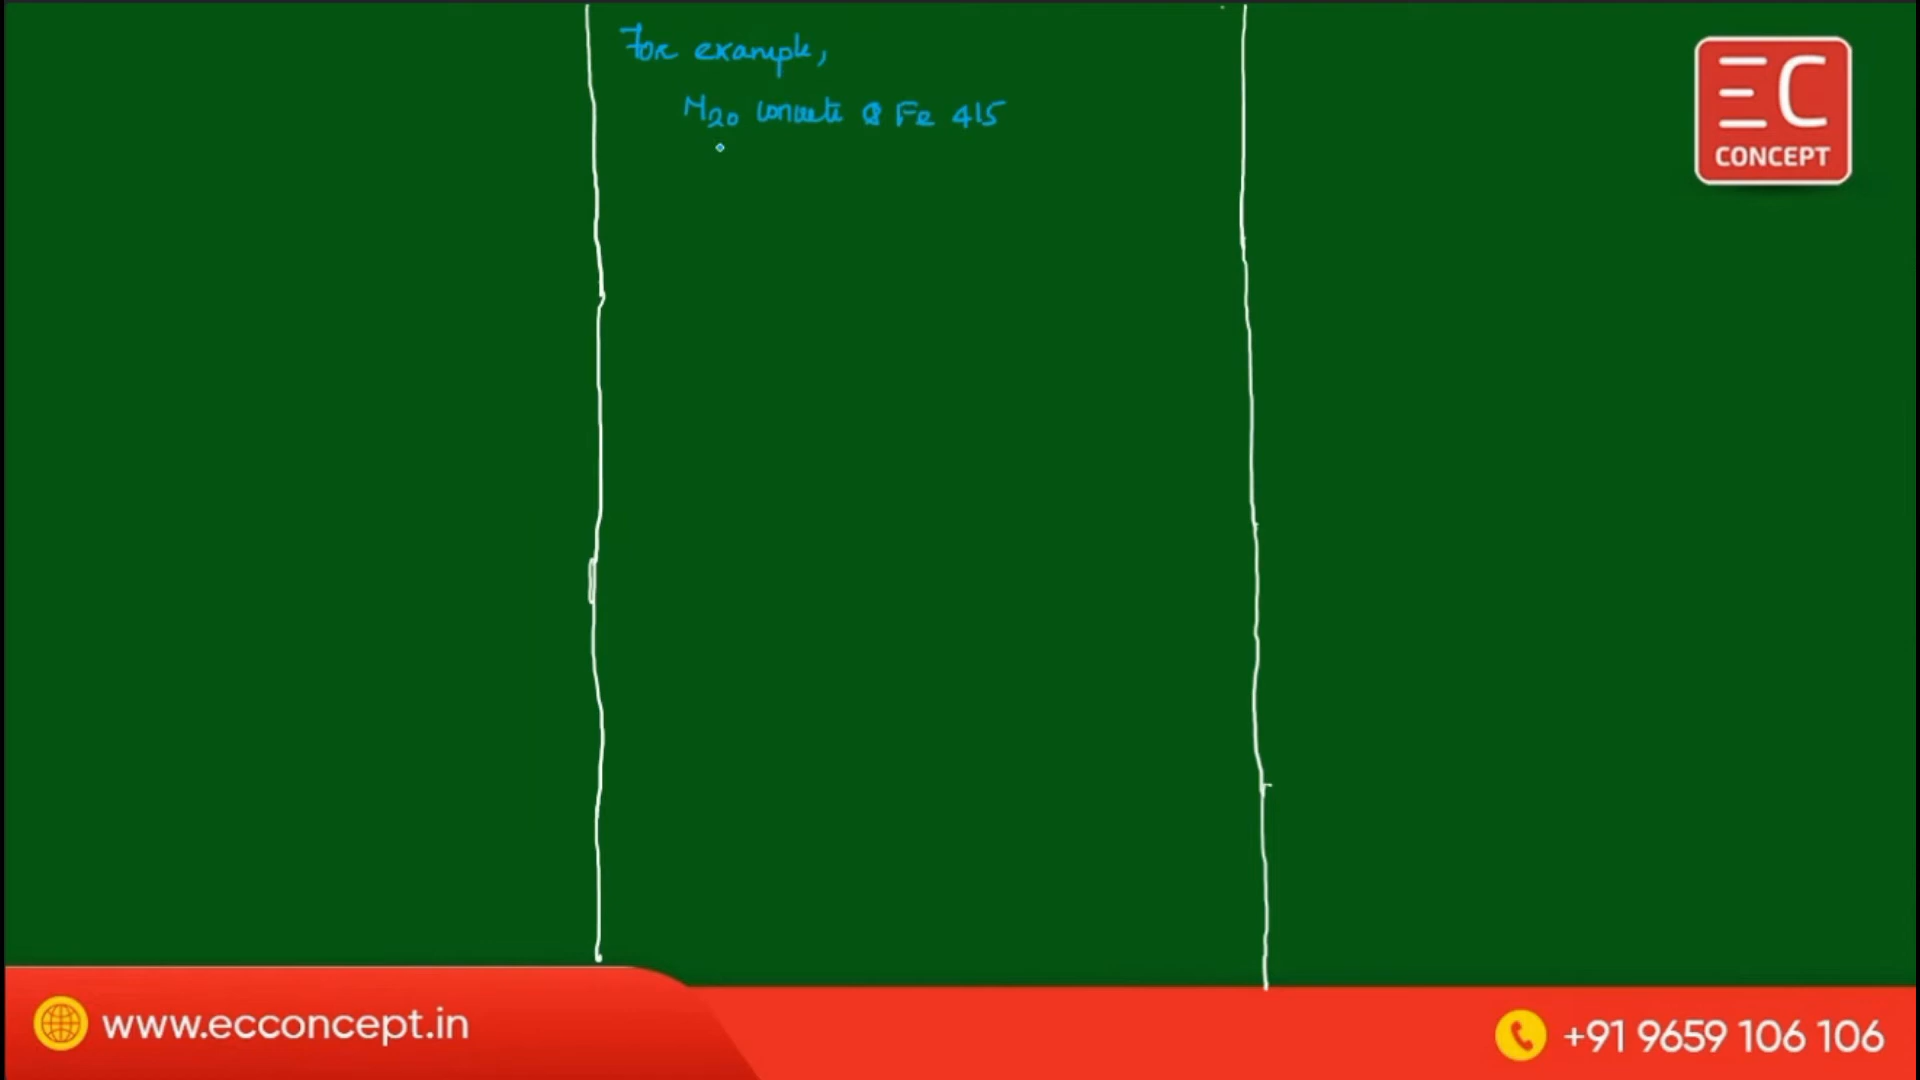 For example,
M20 concrete & Fe 415
EC
CONCEPT
www.ecconcept.in
+91 9659 106 106